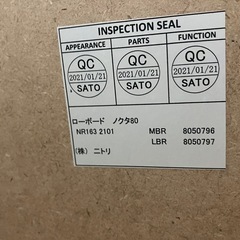 INSPECTION SEAL
APPEARANCE PARTS FUNCTION
QC QC QC
2021/01/21 2021/01/21 2021/01/21
SATO SATO SATO
ローボード ノクタ80
NR163 2101 MBR 8050796
LBR 8050797
(株) ニトリ